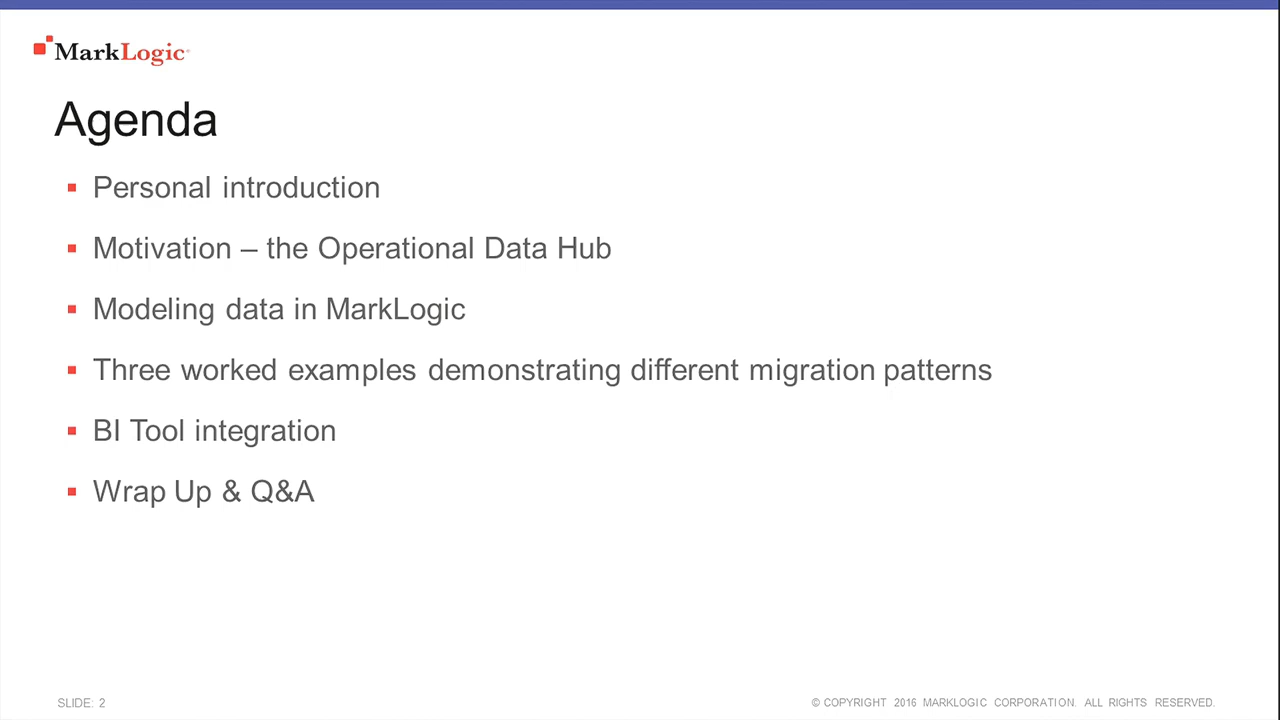 MarkLogic
Agenda
Personal introduction
Motivation – the Operational Data Hub
Modeling data in MarkLogic
Three worked examples demonstrating different migration patterns
BI Tool integration
Wrap Up & Q&A
SLIDE: 2
© COPYRIGHT 2016 MARKLOGIC CORPORATION. ALL RIGHTS RESERVED.